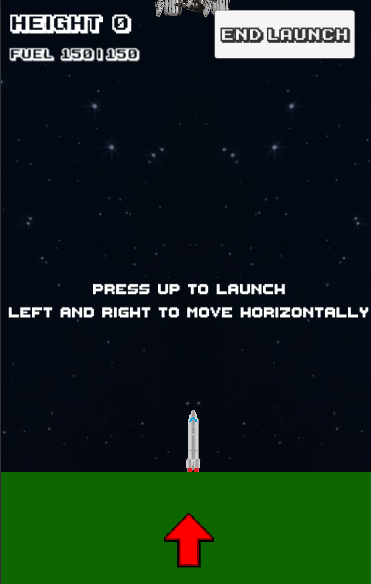 HEIGHT 0
END LAUNCH
FUEL 150|150
PRESS UP TO LAUNCH
LEFT AND RIGHT TO MOVE HORIZONTALLY